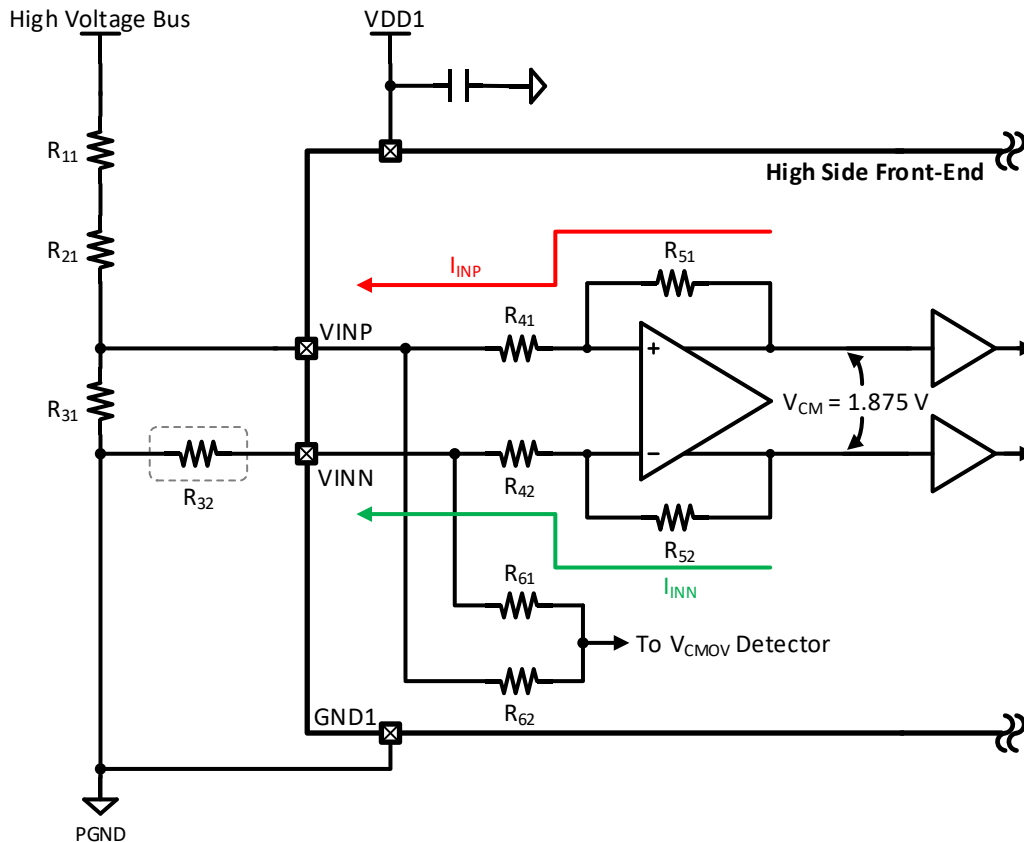 High Voltage Bus
VDD1
R11
High Side Front-End
R21
IINP
R51
R41
VINP
+
R31
VCM = 1.875 V
−
VINN
R42
R32
R52
R61
IINN
To VCMOV Detector
R62
GND1
PGND